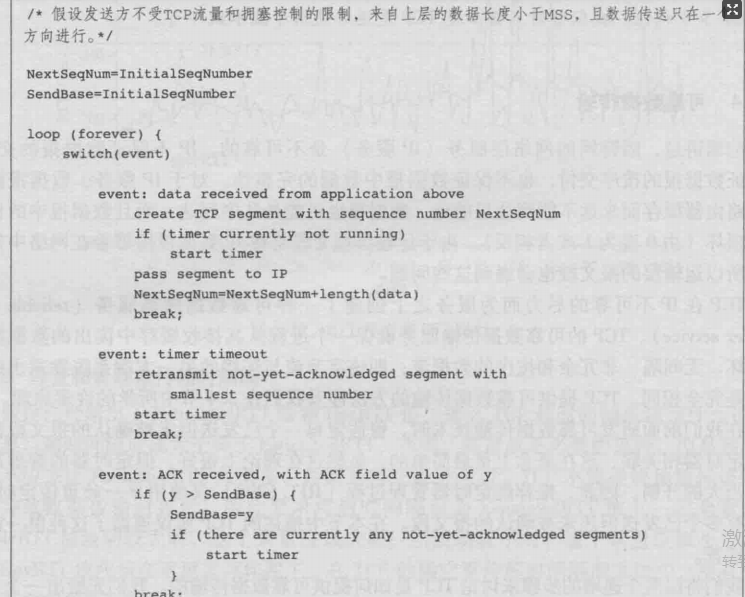 /* 假设发送方不受TCP流量和拥塞控制的限制，来自上层的数据长度小于MSS，且数据传送只在一个
方向进行。*/
NextSeqNum=InitialSeqNumber
SendBase=InitialSeqNumber
loop (forever) {
switch(event)
event: data received from application above
create TCP segment with sequence number NextSeqNum
if (timer currently not running)
start timer
pass segment to IP
NextSeqNum=NextSeqNum+length(data)
break;
event: timer timeout
retransmit not-yet-acknowledged segment with
smallest sequence number
start timer
break;
event: ACK received, with ACK field value of y
if (y > SendBase) {
SendBase=y
if (there are currently any not-yet-acknowledged segments)
start timer
}
break;
激
转至